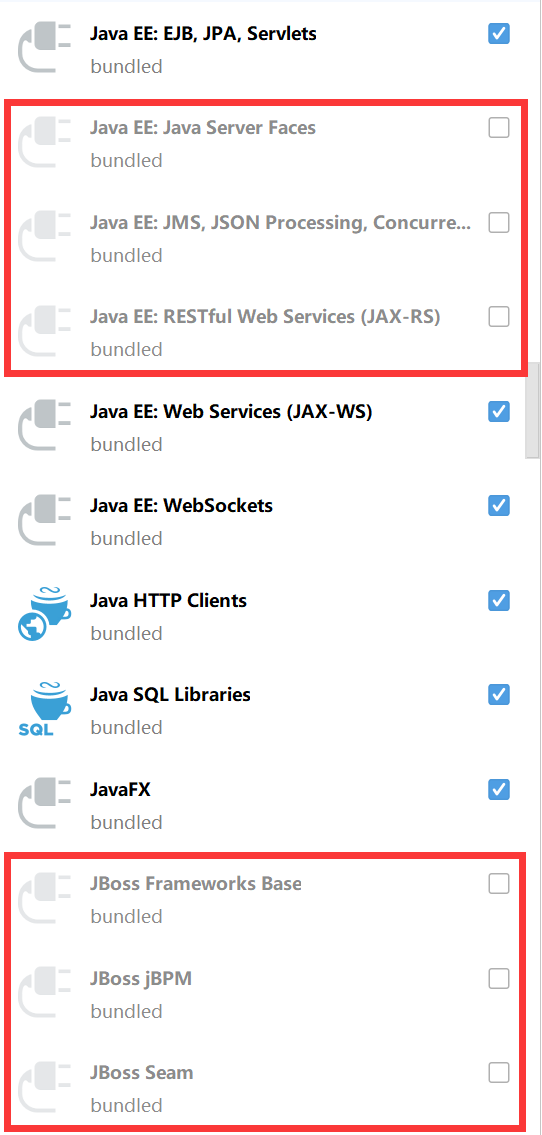 Java EE: EJB, JPA, Servlets
bundled
Java EE: Java Server Faces
bundled
Java EE: JMS, JSON Processing, Concurre...
bundled
Java EE: RESTful Web Services (JAX-RS)
bundled
Java EE: Web Services (JAX-WS)
bundled
Java EE: WebSockets
bundled
Java HTTP Clients
bundled
Java SQL Libraries
SQL
bundled
JavaFX
bundled
JBoss Frameworks Base
bundled
JBoss jBPM
bundled
JBoss Seam
bundled